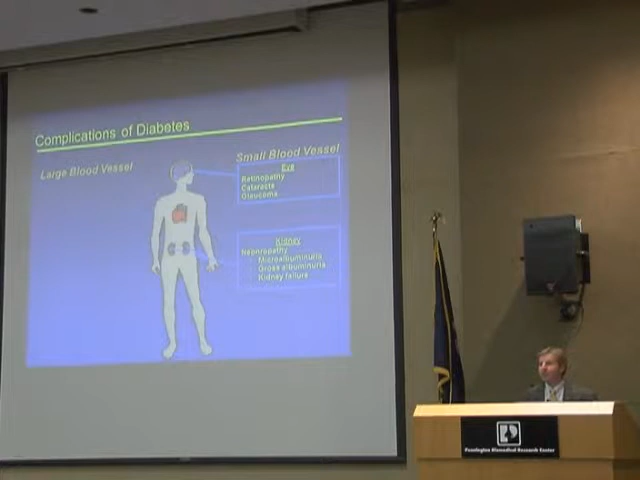 Complications of Diabetes
Large Blood Vessel
Small Blood Vessel
Eye
Retinopathy
Cataracts
Glaucoma
Kidney
Nephropathy
Microalbuminuria
Gross albuminuria
Kidney failure
Pennington Biomedical Research Center